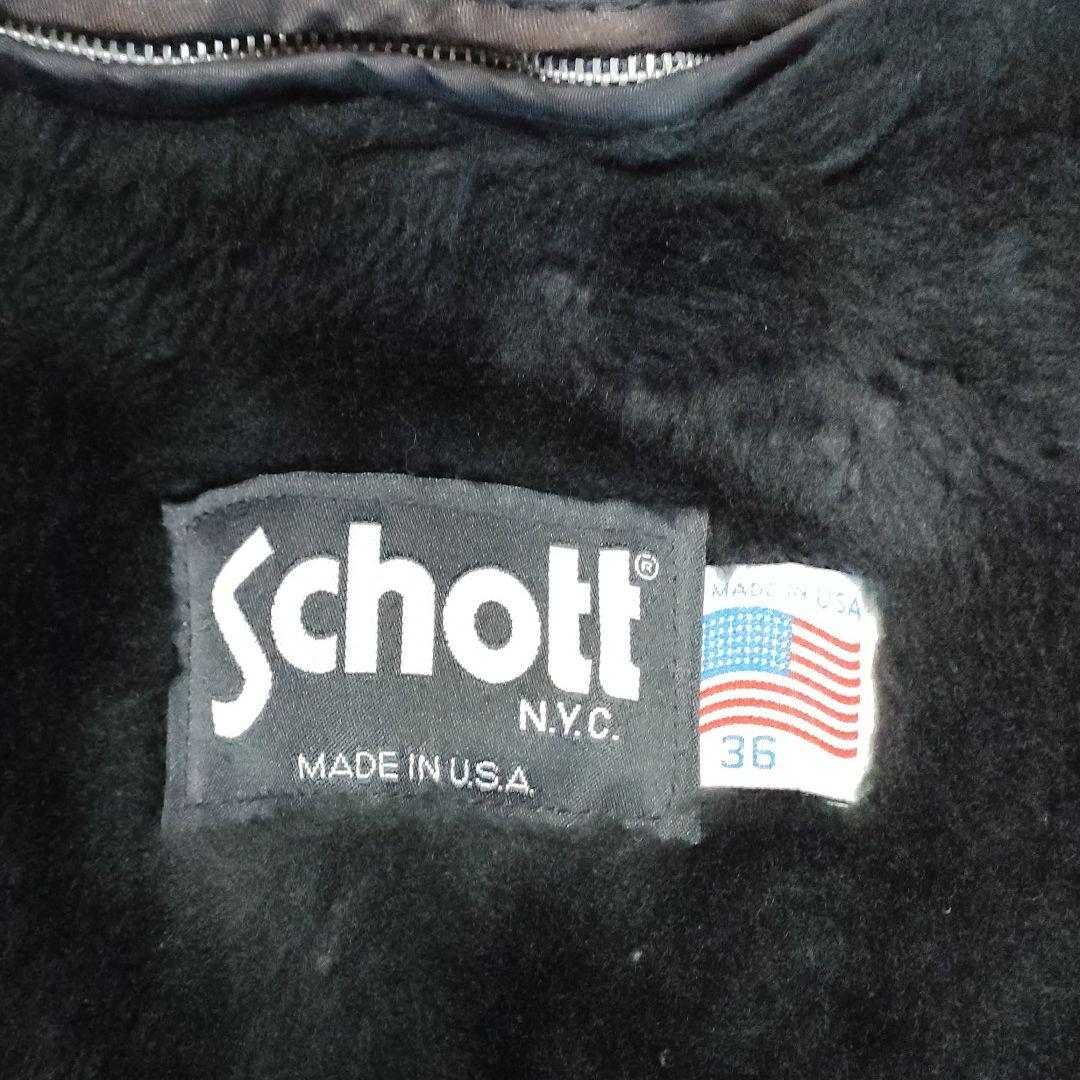 Schott®
N.Y.C.
MADE IN U.S.A.
MADE IN USA
36